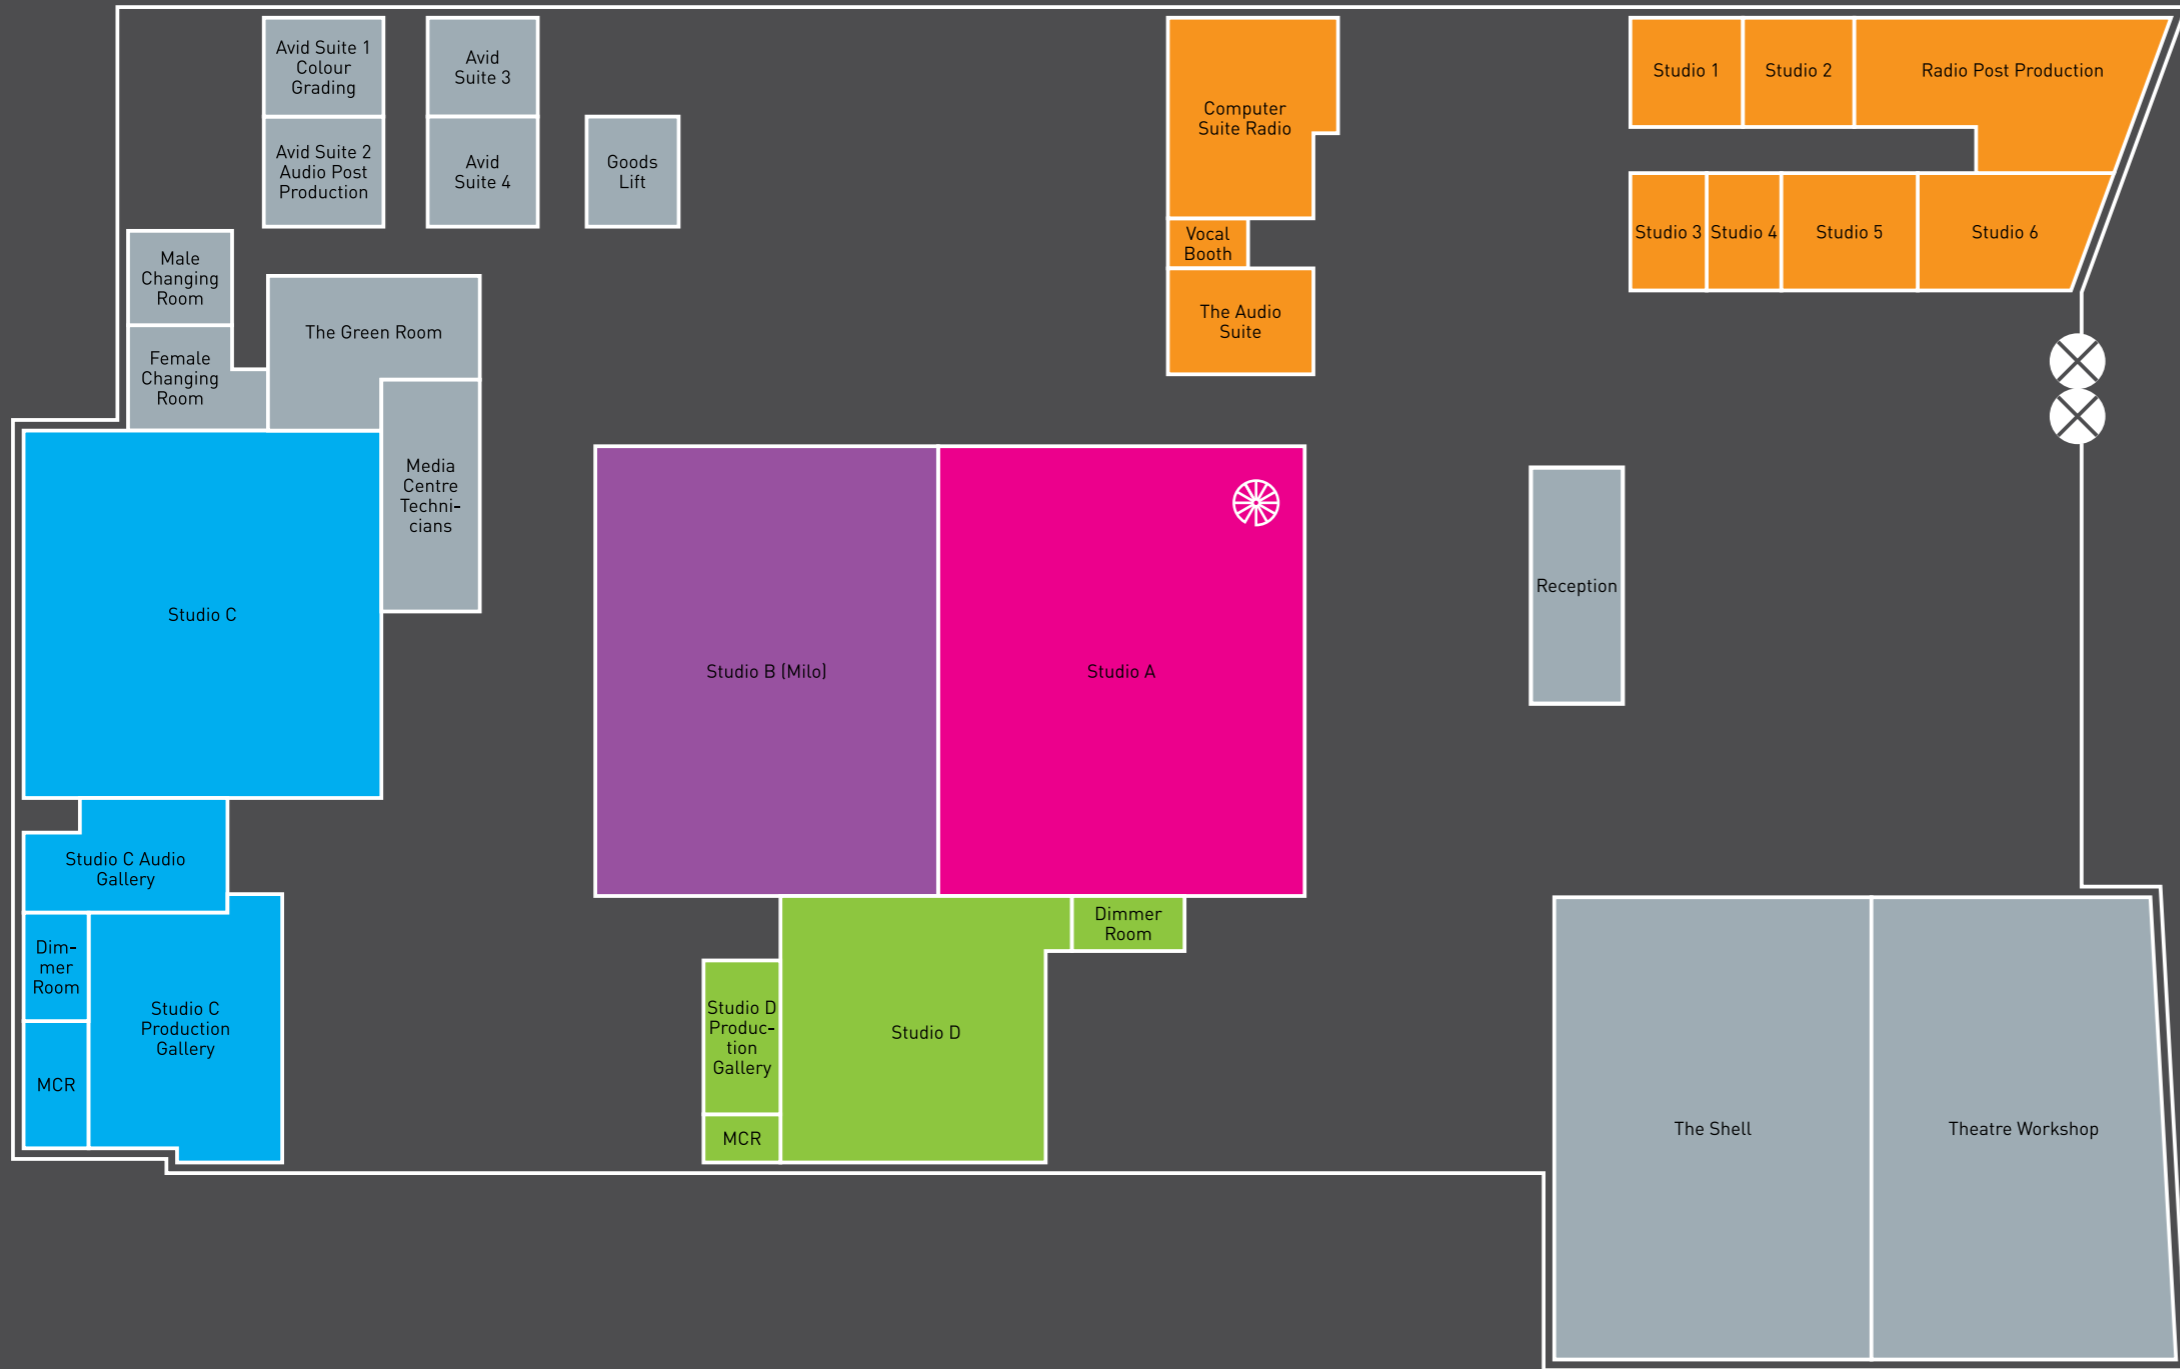 Avid Suite 1
Colour
Grading
Avid
Suite 3
Avid Suite 2
Audio Post
Production
Avid
Suite 4
Goods
Lift
Computer
Suite Radio
Vocal
Booth
The Audio
Suite
Studio 1
Studio 2
Radio Post Production
Studio 3
Studio 4
Studio 5
Studio 6
Male
Changing
Room
Female
Changing
Room
The Green Room
Media
Centre
Techni-
cians
Studio C
Studio B (Milo)
Studio A
Reception
Studio C Audio
Gallery
Dim-
mer
Room
Studio C
Production
Gallery
MCR
Dimmer
Room
Studio D
Produc-
tion
Gallery
Studio D
MCR
The Shell
Theatre Workshop